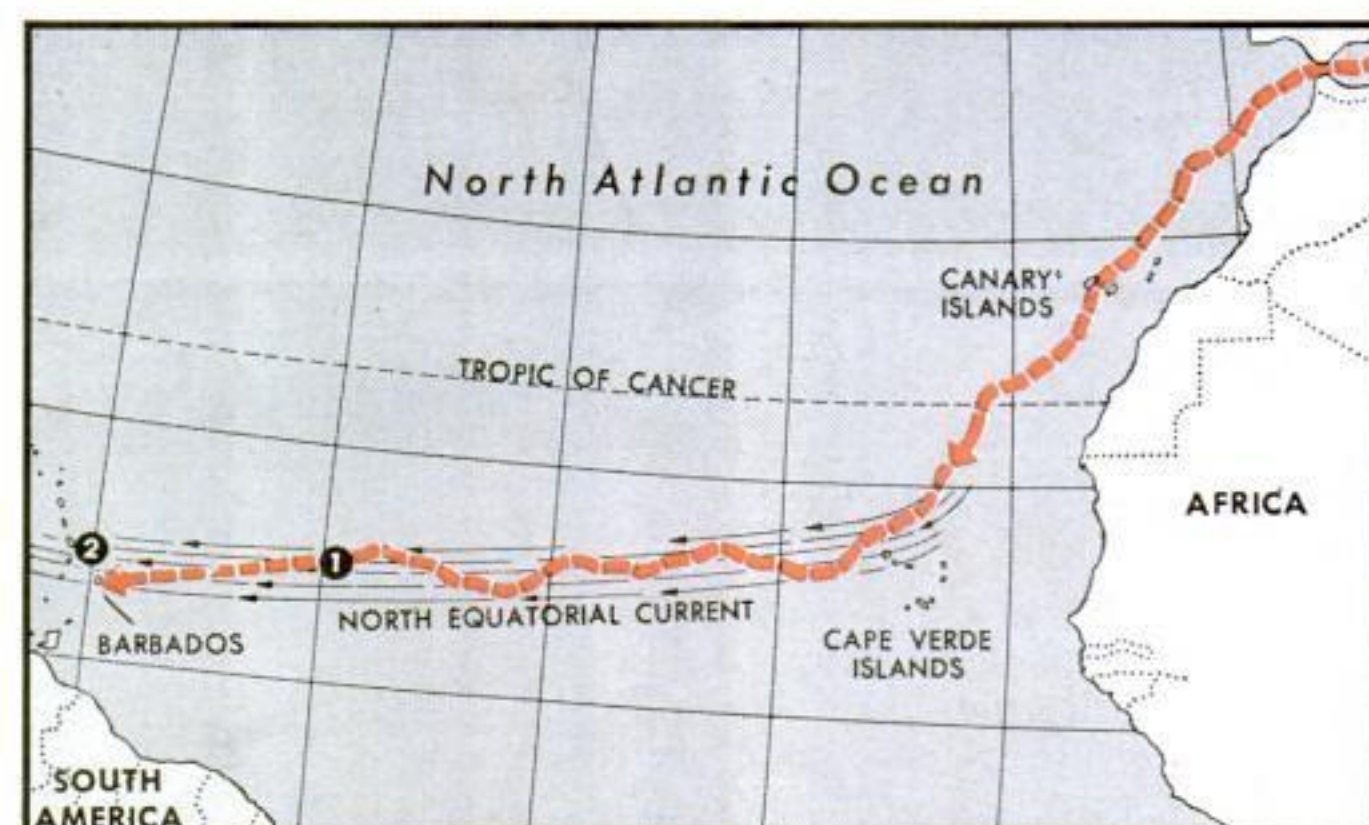 North Atlantic Ocean
CANARY
ISLANDS
TROPIC OF CANCER
AFRICA
2
1
NORTH EQUATORIAL CURRENT
BARBADOS
CAPE VERDE
ISLANDS
SOUTH
AMERICA